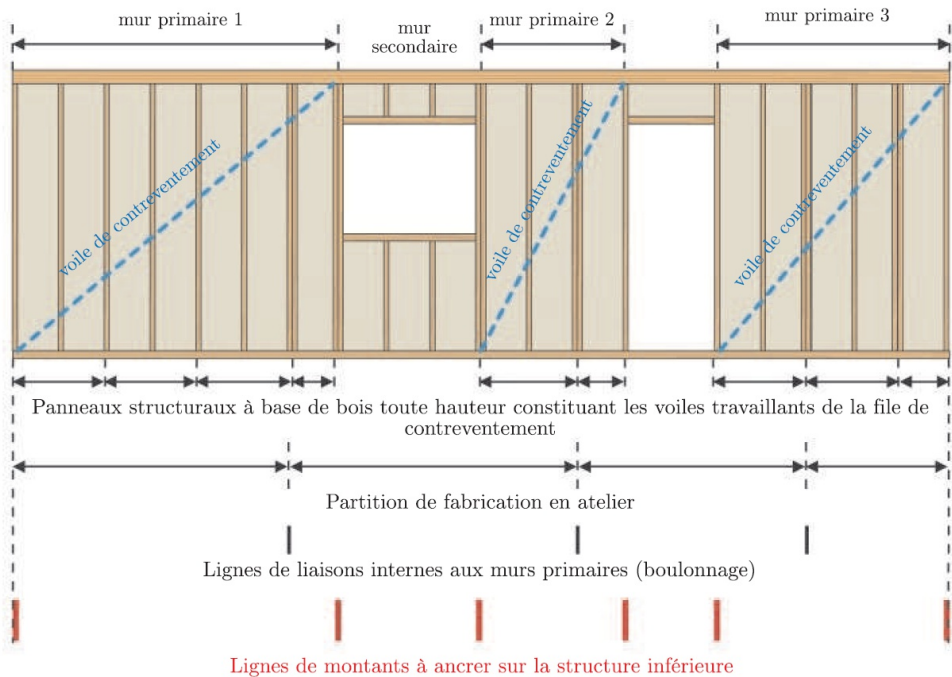 mur primaire 1
mur
secondaire
mur primaire 2
mur primaire 3
voile de contreventement
voile de contreventement
voile de contreventement
Panneaux structuraux à base de bois toute hauteur constituant les voiles travaillants de la file de
contreventement
Partition de fabrication en atelier
Lignes de liaisons internes aux murs primaires (boulonnage)
Lignes de montants à ancrer sur la structure inférieure